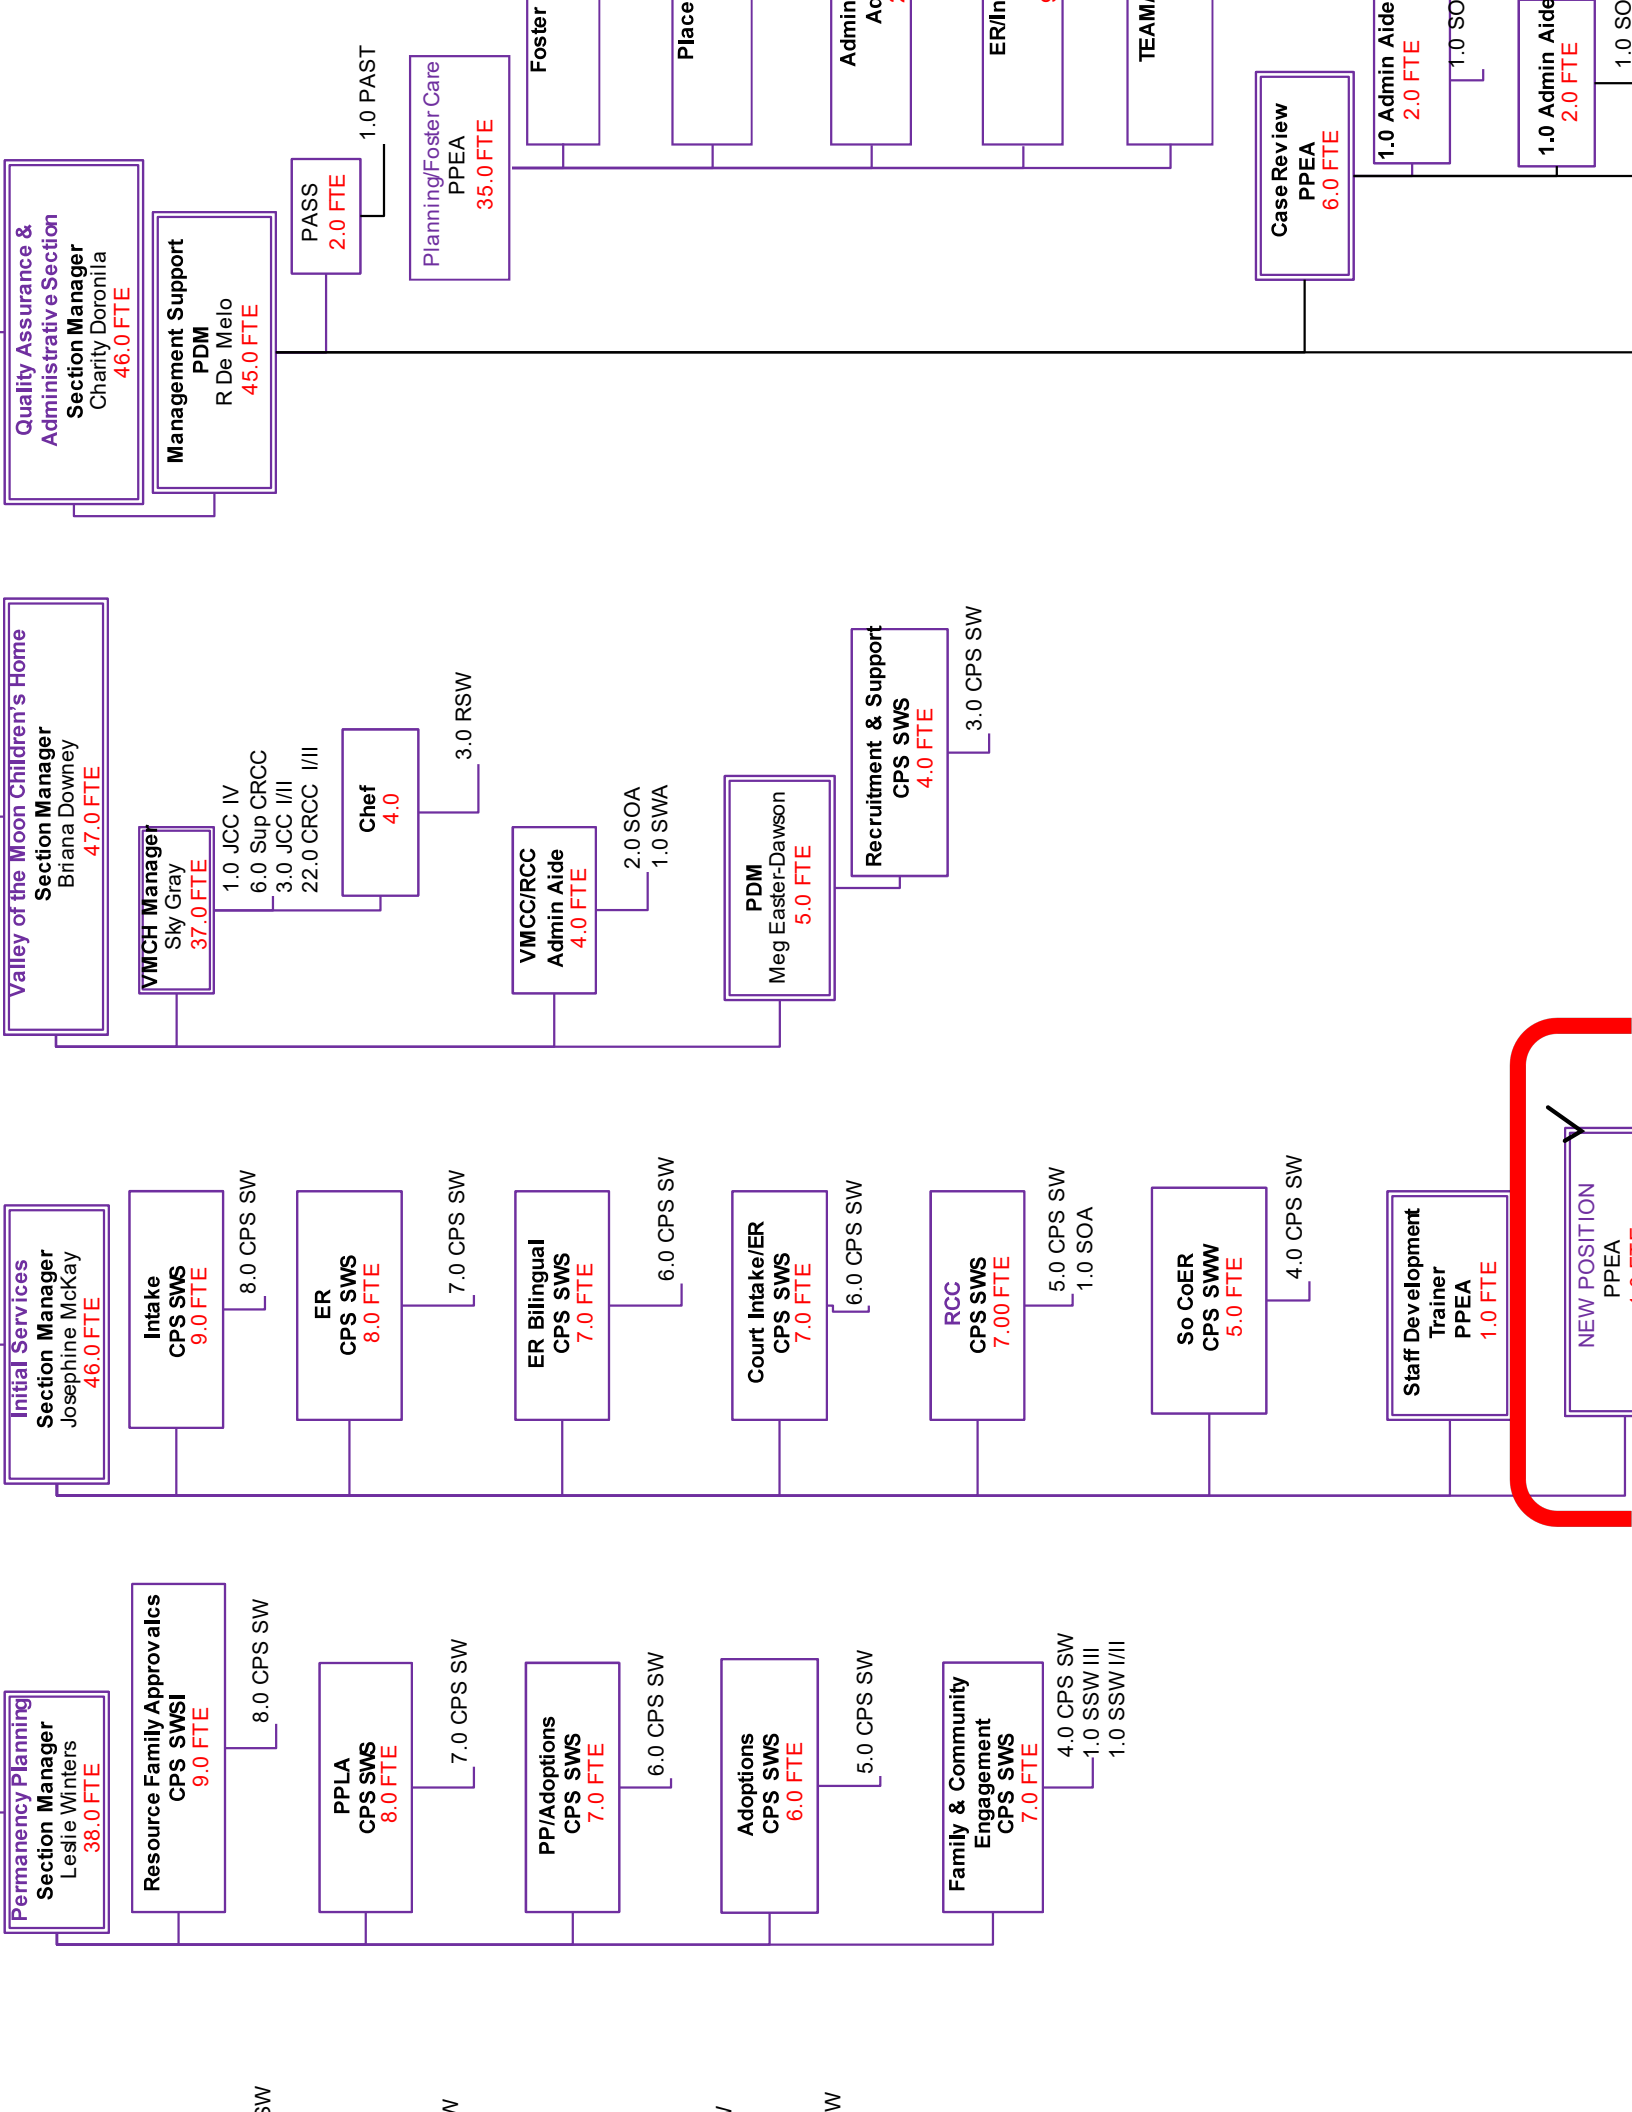 Permanency Planning
Section Manager
Leslie Winters
38.0 FTE
Resource Family Approvalcs
CPS SWSI
9.0 FTE
8.0 CPS SW
PPLA
CPS SWS
8.0 FTE
7.0 CPS SW
PP/Adoptions
CPS SWS
7.0 FTE
6.0 CPS SW
Adoptions
CPS SWS
6.0 FTE
5.0 CPS SW
Family & Community
Engagement
CPS SWS
7.0 FTE
4.0 CPS SW
1.0 SSW III
1.0 SSW I/II
Initial Services
Section Manager
Josephine McKay
46.0 FTE
Intake
CPS SWS
9.0 FTE
8.0 CPS SW
ER
CPS SWS
8.0 FTE
7.0 CPS SW
ER Bilingual
CPS SWS
7.0 FTE
6.0 CPS SW
Court Intake/ER
CPS SWS
7.0 FTE
6.0 CPS SW
RCC
CPS SWS
7.00 FTE
5.0 CPS SW
1.0 SOA
So CoER
CPS SWW
5.0 FTE
4.0 CPS SW
Staff Development
Trainer
PPEA
1.0 FTE
NEW POSITION
PPEA
Valley of the Moon Children's Home
Section Manager
Briana Downey
47.0 FTE
VMCH Manager
Sky Gray
37.0 FTE
1.0 JCC IV
6.0 Sup CRCC
3.0 JCC I/II
22.0 CRCC I/II
Chef
4.0
3.0 RSW
VMCC/RCC
Admin Aide
4.0 FTE
2.0 SOA
1.0 SWA
PDM
Meg Easter-Dawson
5.0 FTE
Recruitment & Support
CPS SWS
4.0 FTE
3.0 CPS SW
Quality Assurance &
Administrative Section
Section Manager
Charity Doronila
46.0 FTE
Management Support
PDM
R De Melo
45.0 FTE
PASS
2.0 FTE
1.0 PAST
Planning/Foster Care
PPEA
35.0 FTE
Foster
Place
Admin
Ad
ER/In
TEAM
Case Review
PPEA
6.0 FTE
1.0 Admin Aide
2.0 FTE
1.0 SO
1.0 Admin Aide
2.0 FTE
1.0 SO